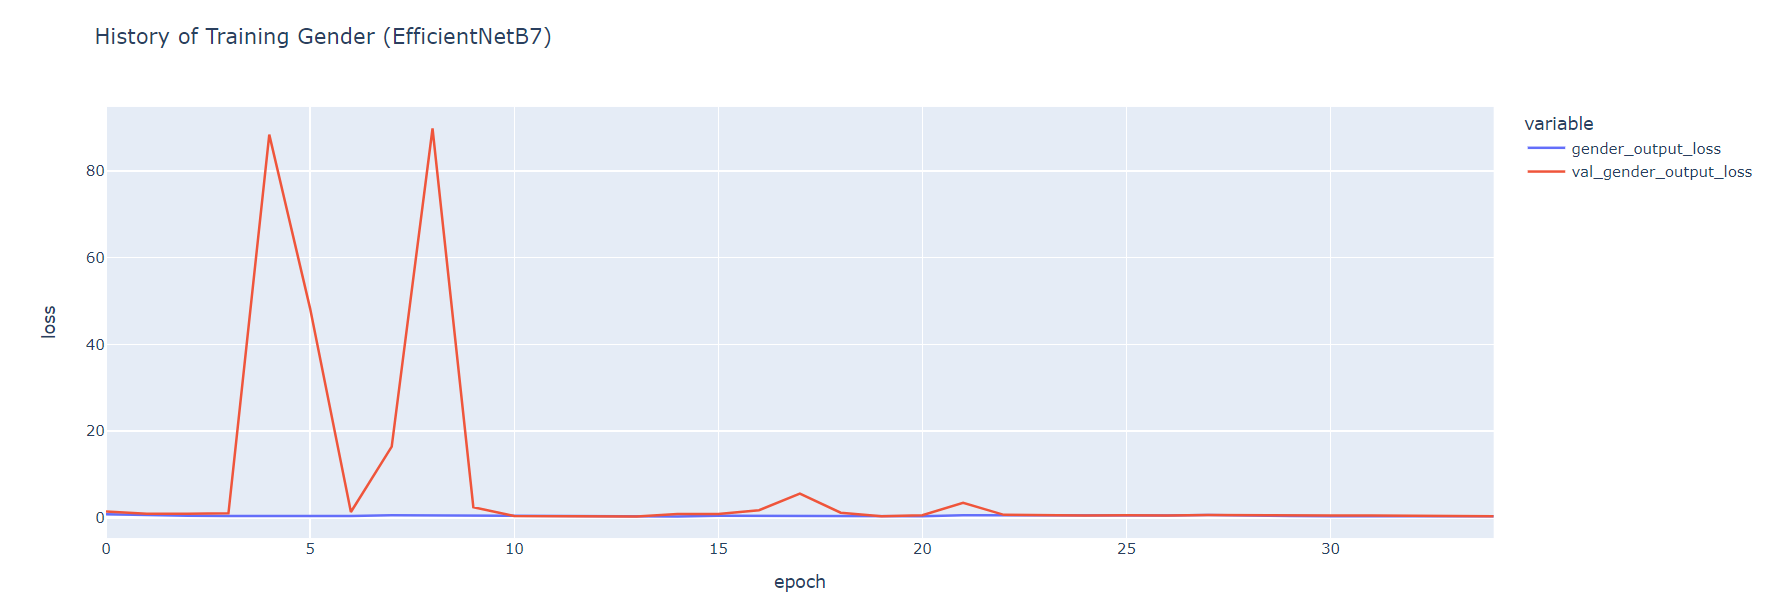 History of Training Gender (EfficientNetB7)
variable
gender_output_loss
val_gender_output_loss
80
60
40
20
0
loss
0 5 10 15 20 25 30
epoch